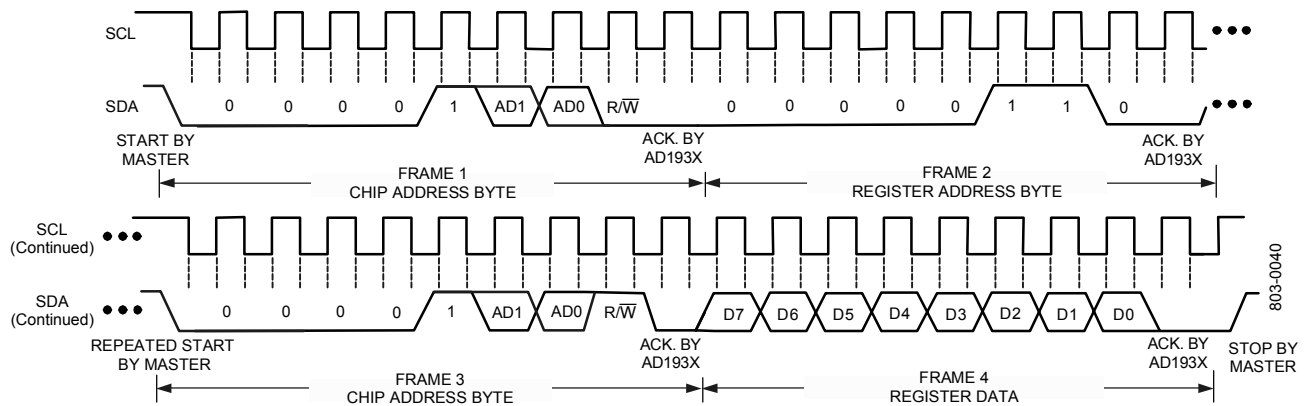 SCL
SDA 0 0 0 0 1 AD1 AD0 R/W̅ 0 0 0 0 0 1 1 0
START BY
MASTER
ACK. BY
AD193X
ACK. BY
AD193X
FRAME 1
CHIP ADDRESS BYTE
FRAME 2
REGISTER ADDRESS BYTE
SCL
(Continued)
SDA
(Continued)
0 0 0 0 1 AD1 AD0 R/W̅ D7 D6 D5 D4 D3 D2 D1 D0
REPEATED START
BY MASTER
ACK. BY
AD193X
ACK. BY
AD193X
STOP BY
MASTER
FRAME 3
CHIP ADDRESS BYTE
FRAME 4
REGISTER DATA
803-0040